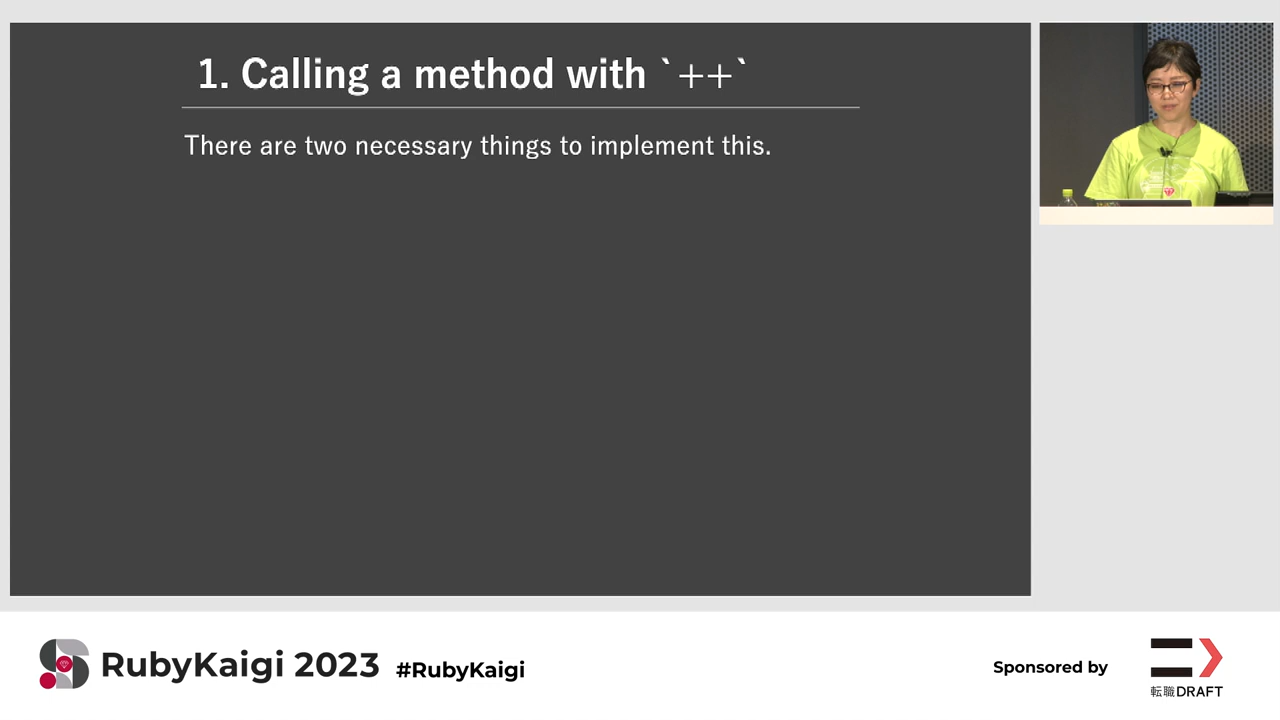 1. Calling a method with `++`
There are two necessary things to implement this.
RubyKaigi 2023 #RubyKaigi
Sponsored by
転職DRAFT